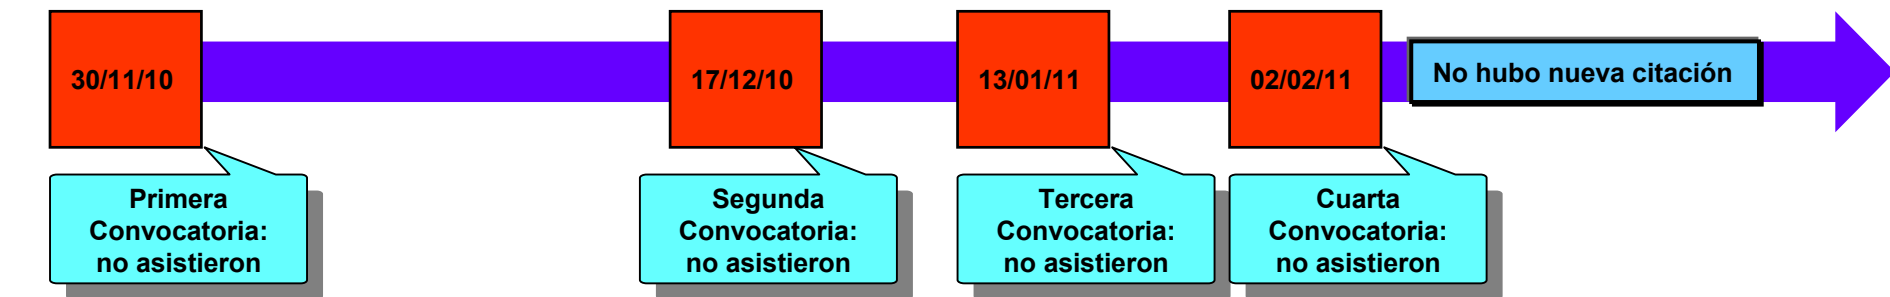 30/11/10
17/12/10
13/01/11
02/02/11
No hubo nueva citación
Primera
Convocatoria:
no asistieron
Segunda
Convocatoria:
no asistieron
Tercera
Convocatoria:
no asistieron
Cuarta
Convocatoria:
no asistieron